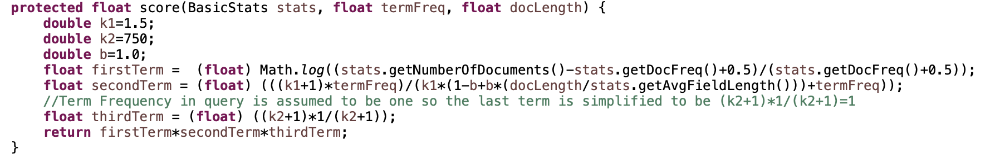 protected float score(BasicStats stats, float termFreq, float docLength) {
    double k1=1.5;
    double k2=750;
    double b=1.0;
    float firstTerm =  (float) Math.log((stats.getNumberOfDocuments()-stats.getDocFreq()+0.5)/(stats.getDocFreq()+0.5));
    float secondTerm = (float) (((k1+1)*termFreq)/(k1*(1-b+b*(docLength/stats.getAvgFieldLength()))+termFreq));
    //Term Frequency in query is assumed to be one so the last term is simplified to be (k2+1)*1/(k2+1)=1
    float thirdTerm = (float) ((k2+1)*1/(k2+1));
    return firstTerm*secondTerm*thirdTerm;
}